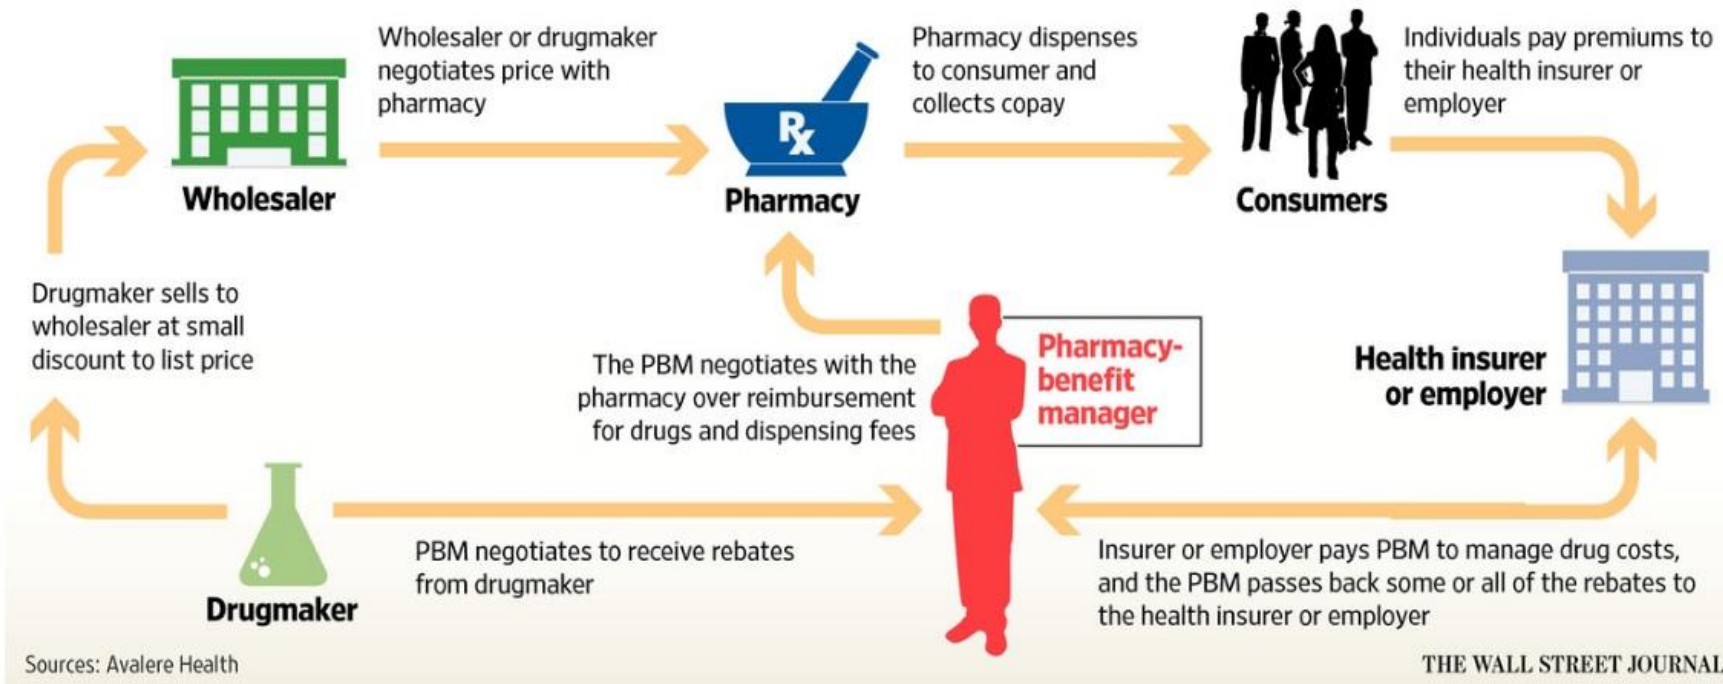 Wholesaler or drugmaker
negotiates price with
pharmacy
Pharmacy dispenses
to consumer and
collects copay
Individuals pay premiums to
their health insurer or
employer
Rx
Wholesaler
Pharmacy
Consumers
Drugmaker sells to
wholesaler at small
discount to list price
The PBM negotiates with the
pharmacy over reimbursement
for drugs and dispensing fees
Pharmacy-
benefit
manager
Health insurer
or employer
PBM negotiates to receive rebates
from drugmaker
Insurer or employer pays PBM to manage drug costs,
and the PBM passes back some or all of the rebates to
the health insurer or employer
Drugmaker
Sources: Avalere Health
THE WALL STREET JOURNAL